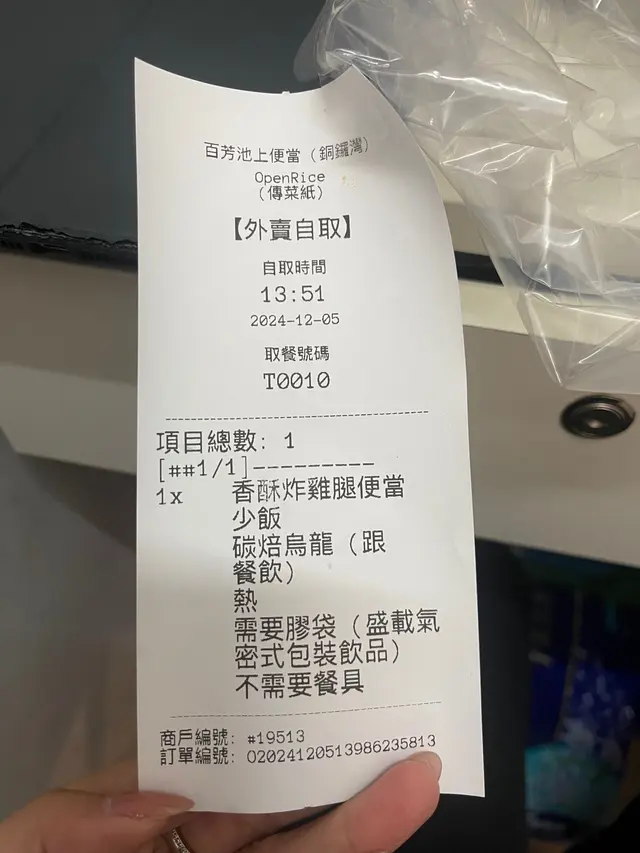 百芳池上便當 (銅鑼灣)
OpenRice
(傳菜紙)
【外賣自取】
自取時間
13:51
2024-12-05
取餐號碼
T0010
項目總數: 1
[##1/1]----------
1x 香酥炸雞腿便當
少飯
碳焙烏龍 (跟
餐飲)
熱
需要膠袋 (盛載氣
密式包裝飲品)
不需要餐具
商戶編號: #19513
訂單編號: O2024120513986235813